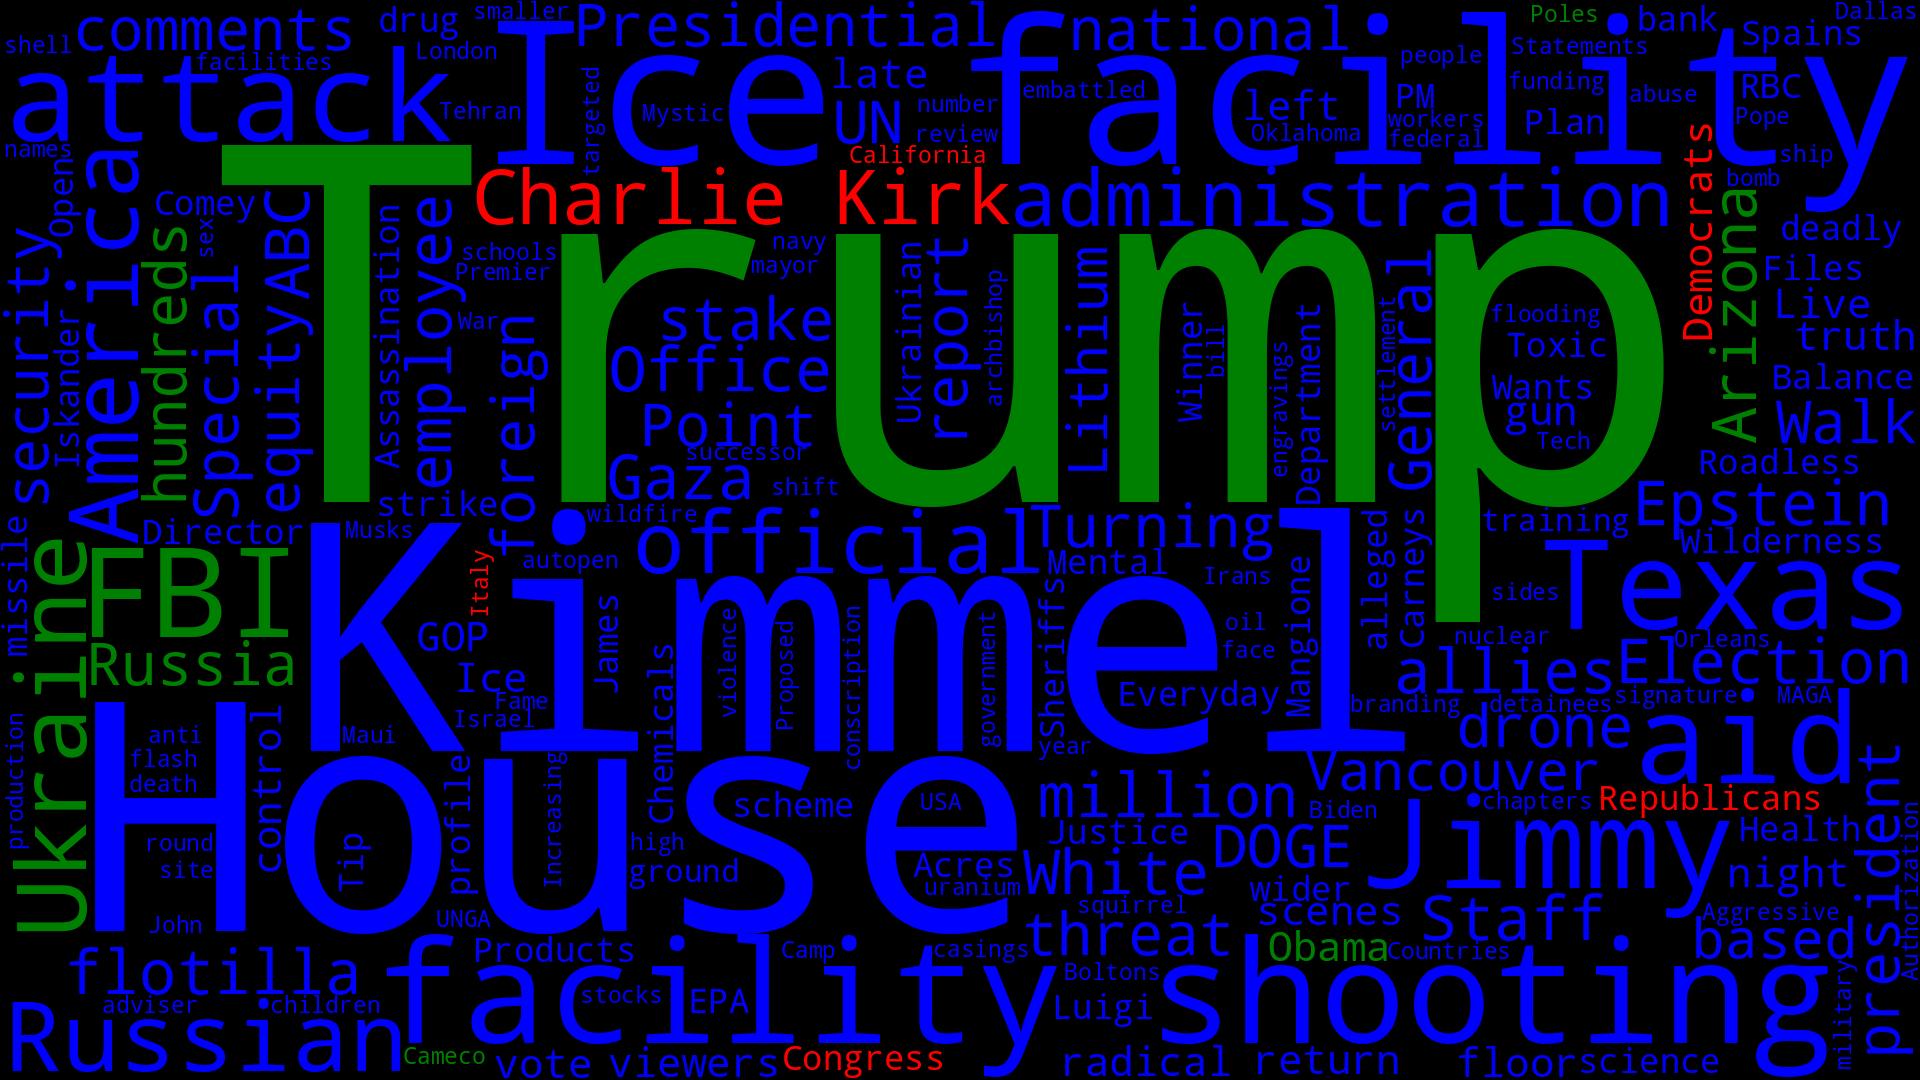 shell comments drug smaller Presidential national Poles bank Dallas
attack facilities London Ice facility people Statements Spains
names Tehran targeted Mystic late UN number review embattled left Oklahoma PM workers federal funding Plan abuse RBC Pope ship
California
Open American Comey Charlie Kirk administration Democrats bomb Arizona deadly
security Iskander hundreds Special sex equity ABC Trump Assassination employee schools Premier War navy mayor Files Live truth
foreign stake Office Ukrainian report archbishop Lithium Winner bill engravings Department settlement General flooding Toxic Wants gun Tech Balance Walk
Point successor Gaza shift Roadless
strike Director Musks wildfire official Turning training Epstein Wilderness
missile Ukraine FBI Russia Kimmel Italy autopen Mental Irans alleged Carneys sides Texas
GOP Ice Fame Israel James Chemicals violence Proposed conscription government Sheriffs oil face Mangione nuclear Orleans allies Election
Everyday branding detainees signature MAGA
production House anti flash death control Maui year drone aid
Vancouver
round site Tip profile Increasing scheme USA million Biden chapters Republicans president
high ground Acres uranium Justice White DOGE Jimmy Health night Authorization
John UNGA squirrel wider scenes Staff Aggressive based
flotilla Products facility Camp casings threat Obama Countries shooting
adviser children stocks EPA Boltons Luigi military
Russian Cameco vote viewers Congress radical return floor science